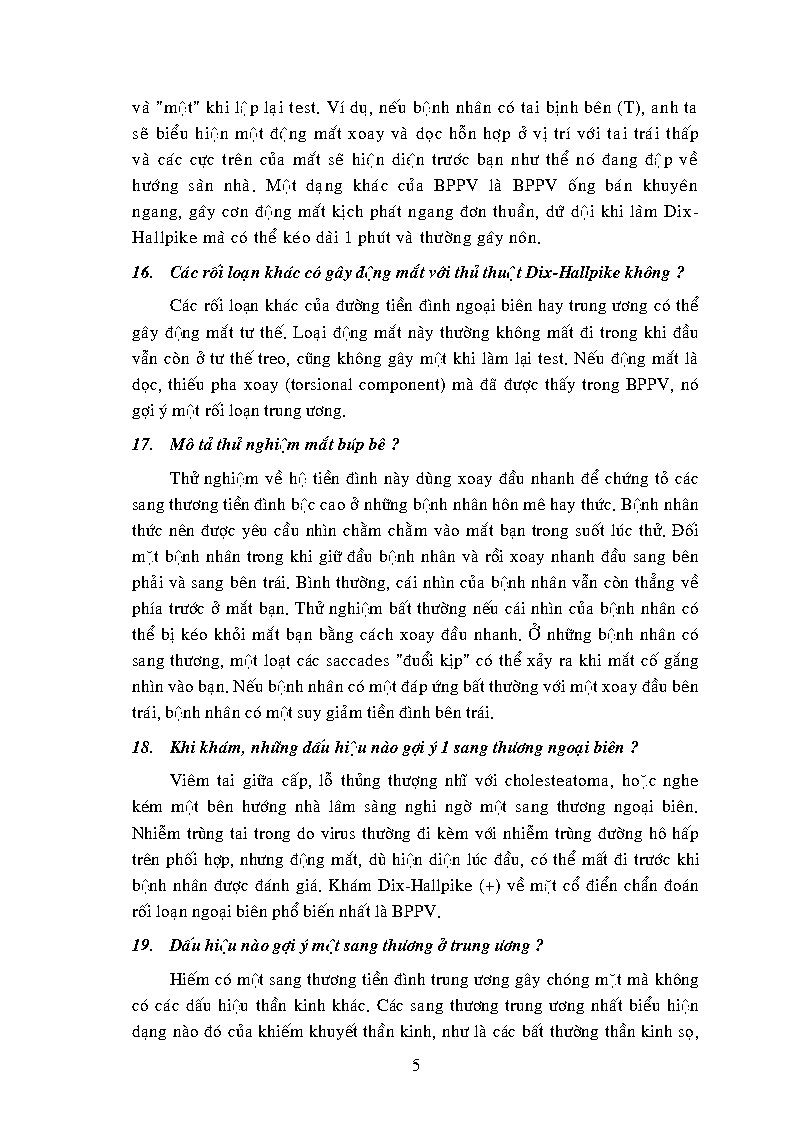 và "mệt" khi lập lại test. Ví dụ, nếu bệnh nhân có tai bịnh bên (T), anh ta
sẽ biểu hiện một động mắt xoay và dọc hỗn hợp ở vị trí với tai trái thấp
và các cực trên của mắt sẽ hiện diện trước bạn như thể nó đang đập về
hướng sàn nhà. Một dạng khác của BPPV là BPPV ống bán khuyên
ngang, gây cơn động mắt kịch phát ngang đơn thuần, dữ dội khi làm Dix-
Hallpike mà có thể kéo dài 1 phút và thường gây nôn.
16. Các rối loạn khác có gây động mắt với thủ thuật Dix-Hallpike không ?
Các rối loạn khác của đường tiền đình ngoại biên hay trung ương có thể
gây động mắt tư thế. Loại động mắt này thường không mất đi trong khi đầu
vẫn còn ở tư thế treo, cũng không gây mệt khi làm lại test. Nếu động mắt là
dọc, thiếu pha xoay (torsional component) mà đã được thấy trong BPPV, nó
gợi ý một rối loạn trung ương.
17. Mô tả thử nghiệm mắt búp bê ?
Thử nghiệm về hệ tiền đình này dùng xoay đầu nhanh để chứng tỏ các
sang thương tiền đình bậc cao ở những bệnh nhân hôn mê hay thức. Bệnh nhân
thức nên được yêu cầu nhìn chằm chằm vào mắt bạn trong suốt lúc thử. Đối
mặt bệnh nhân trong khi giữ đầu bệnh nhân và rồi xoay nhanh đầu sang bên
phải và sang bên trái. Bình thường, cái nhìn của bệnh nhân vẫn còn thẳng về
phía trước ở mắt bạn. Thử nghiệm bất thường nếu cái nhìn của bệnh nhân có
thể bị kéo khỏi mắt bạn bằng cách xoay đầu nhanh. Ở những bệnh nhân có
sang thương, một loạt các saccades "đuổi kịp" có thể xảy ra khi mắt cố gắng
nhìn vào bạn. Nếu bệnh nhân có một đáp ứng bất thường với một xoay đầu bên
trái, bệnh nhân có một suy giảm tiền đình bên trái.
18. Khi khám, những dấu hiệu nào gợi ý 1 sang thương ngoại biên ?
Viêm tai giữa cấp, lỗ thủng thượng nhĩ với cholesteatoma, hoặc nghe
kém một bên hướng nhà lâm sàng nghi ngờ một sang thương ngoại biên.
Nhiễm trùng tai trong do virus thường đi kèm với nhiễm trùng đường hô hấp
trên phối hợp, nhưng động mắt, dù hiện diện lúc đầu, có thể mất đi trước khi
bệnh nhân được đánh giá. Khám Dix-Hallpike (+) về mặt cổ điển chẩn đoán
rối loạn ngoại biên phổ biến nhất là BPPV.
19. Dấu hiệu nào gợi ý một sang thương ở trung ương ?
Hiếm có một sang thương tiền đình trung ương gây chóng mặt mà không
có các dấu hiệu thần kinh khác. Các sang thương trung ương nhất biểu hiện
dạng nào đó của khiếm khuyết thần kinh, như là các bất thường thần kinh sọ,
5